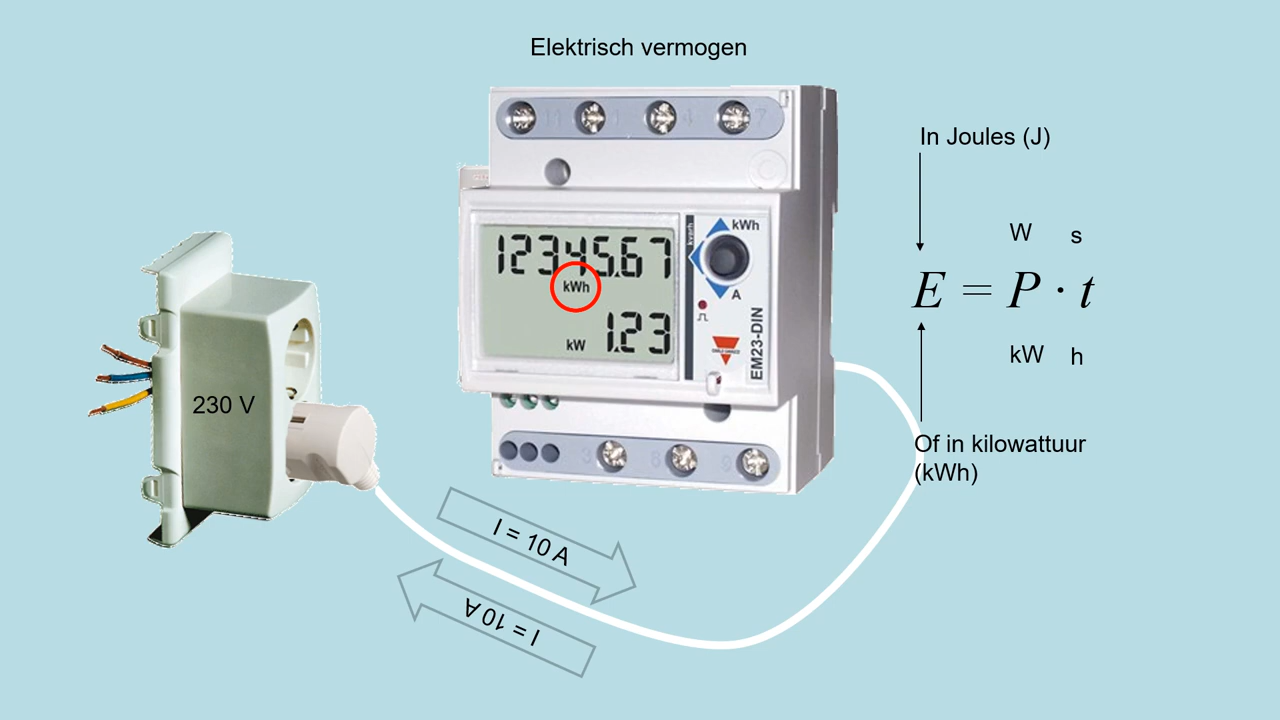 Elektrisch vermogen
In Joules (J)
W s
E = P · t
kW h
Of in kilowattuur
(kWh)
230 V
12345.67
kWh
1.23
kW
kvarh
kWh
A
EM23-DIN
I = 10 A
I = 10 A